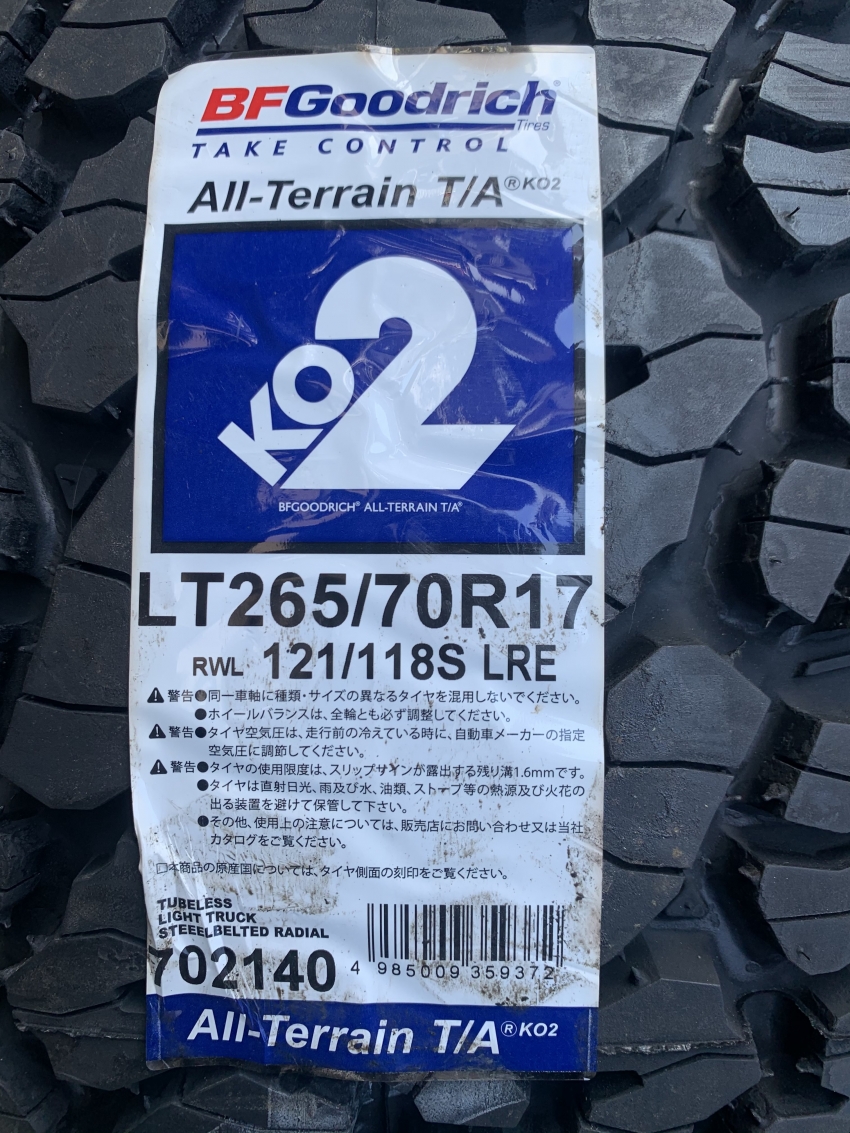 BFGoodrich
Tires
TAKE CONTROL
All-Terrain T/A®KO2
KO2
BFGOODRICH® ALL-TERRAIN T/A®
LT265/70R17
RWL 121/118S LRE
警告●同一車軸に種類・サイズの異なるタイヤを混用しないでください。
●ホイールバランスは、全輪とも必ず調整してください。
警告●タイヤ空気圧は、走行前の冷えている時に、自動車メーカーの指定
空気圧に調節してください。
警告●タイヤの使用限度は、スリップサインが露出する残り溝1.6mmです。
●タイヤは直射日光、雨及び水、油類、ストーブ等の熱源及び火花の
出る装置を避けて保管して下さい。
●その他、使用上の注意については、販売店にお問い合わせ又は当社
カタログをご覧ください。
□本商品の原産国については、タイヤ側面の刻印をご覧ください。
TUBELESS
LIGHT TRUCK
STEEELBELTED RADIAL
702140
4 985009 359372
All-Terrain T/A®KO2